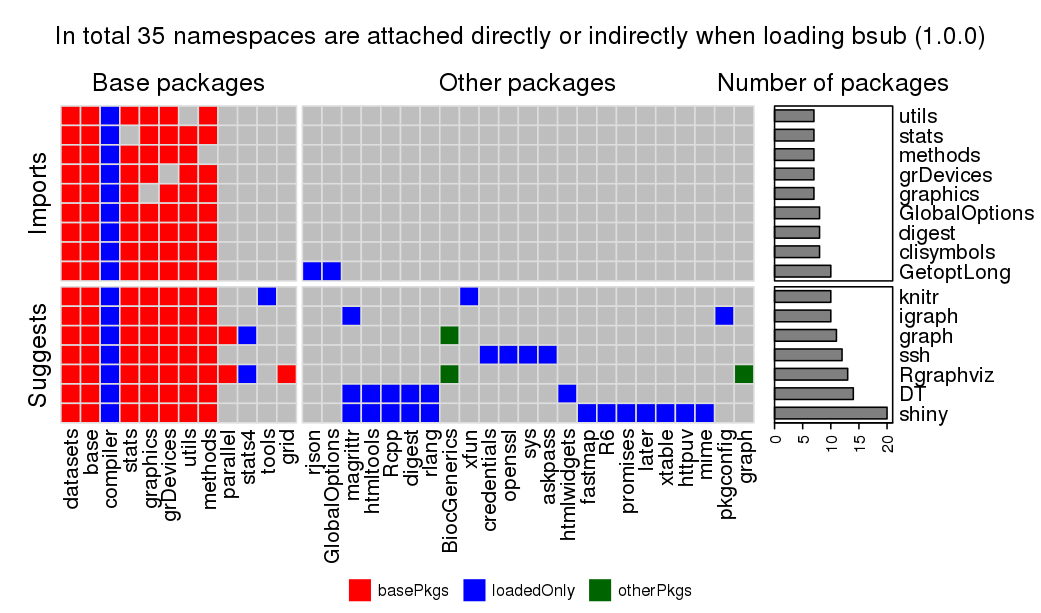 In total 35 namespaces are attached directly or indirectly when loading bsub (1.0.0)
Base packages
Other packages
Number of packages
Imports
utils
stats
methods
grDevices
graphics
GlobalOptions
digest
clisymbols
GetoptLong
Suggests
knitr
igraph
graph
ssh
Rgraphviz
DT
shiny
datasets
base
compiler
stats
graphics
grDevices
utils
methods
parallel
stats4
tools
grid
rjson
GlobalOptions
magrittr
htmltools
Rcpp
digest
rlang
BiocGenerics
xfun
credentials
openssl
sys
askpass
htmlwidgets
fastmap
R6
promises
later
xtable
httpuv
mime
pkgconfig
graph
0
5
10
15
20
basePkgs
loadedOnly
otherPkgs